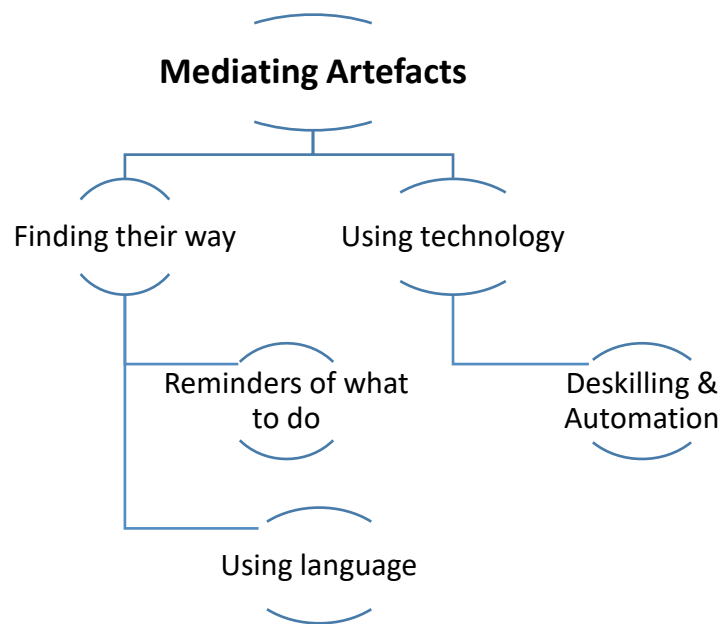 Mediating Artefacts
Finding their way
Using technology
Reminders of what
to do
Deskilling &
Automation
Using language